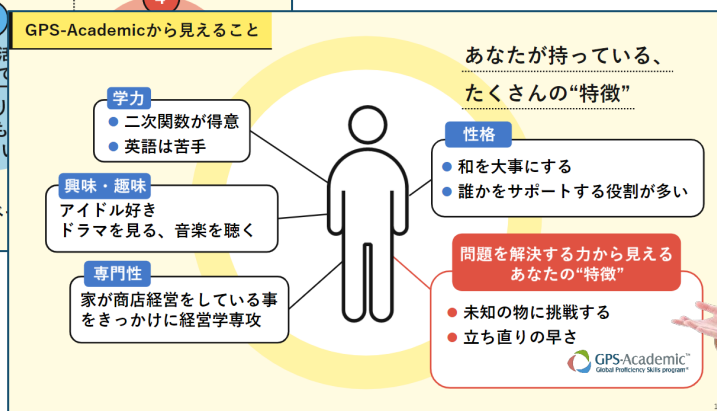 GPS-Academicから見えること
あなたが持っている、
たくさんの“特徴”
学力
● 二次関数が得意
● 英語は苦手
興味・趣味
アイドル好き
ドラマを見る、音楽を聴く
専門性
家が商店経営をしている事
をきっかけに経営学専攻
性格
● 和を大事にする
● 誰かをサポートする役割が多い
問題を解決する力から見える
あなたの“特徴”
● 未知の物に挑戦する
● 立ち直りの早さ
GPS-Academic™
Global Proficiency Skills program®